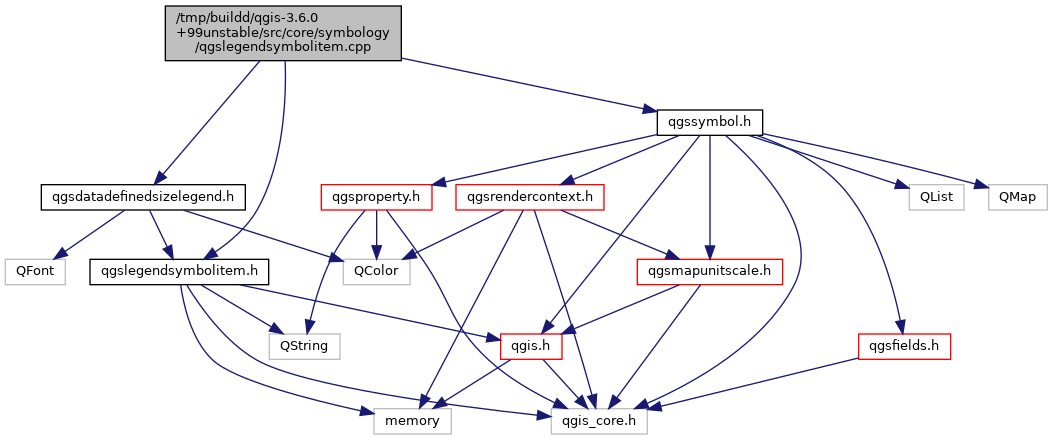 /tmp/buildd/qgis-3.6.0
+99unstable/src/core/symbology
/qgslegendsymbolitem.cpp
qgssymbol.h
qgsdatadefinedsizelegend.h
qgsproperty.h
qgsrendercontext.h
QList
QMap
QFont
qgslegendsymbolitem.h
QColor
qgsmapunitscale.h
QString
qgis.h
qgsfields.h
memory
qgis_core.h